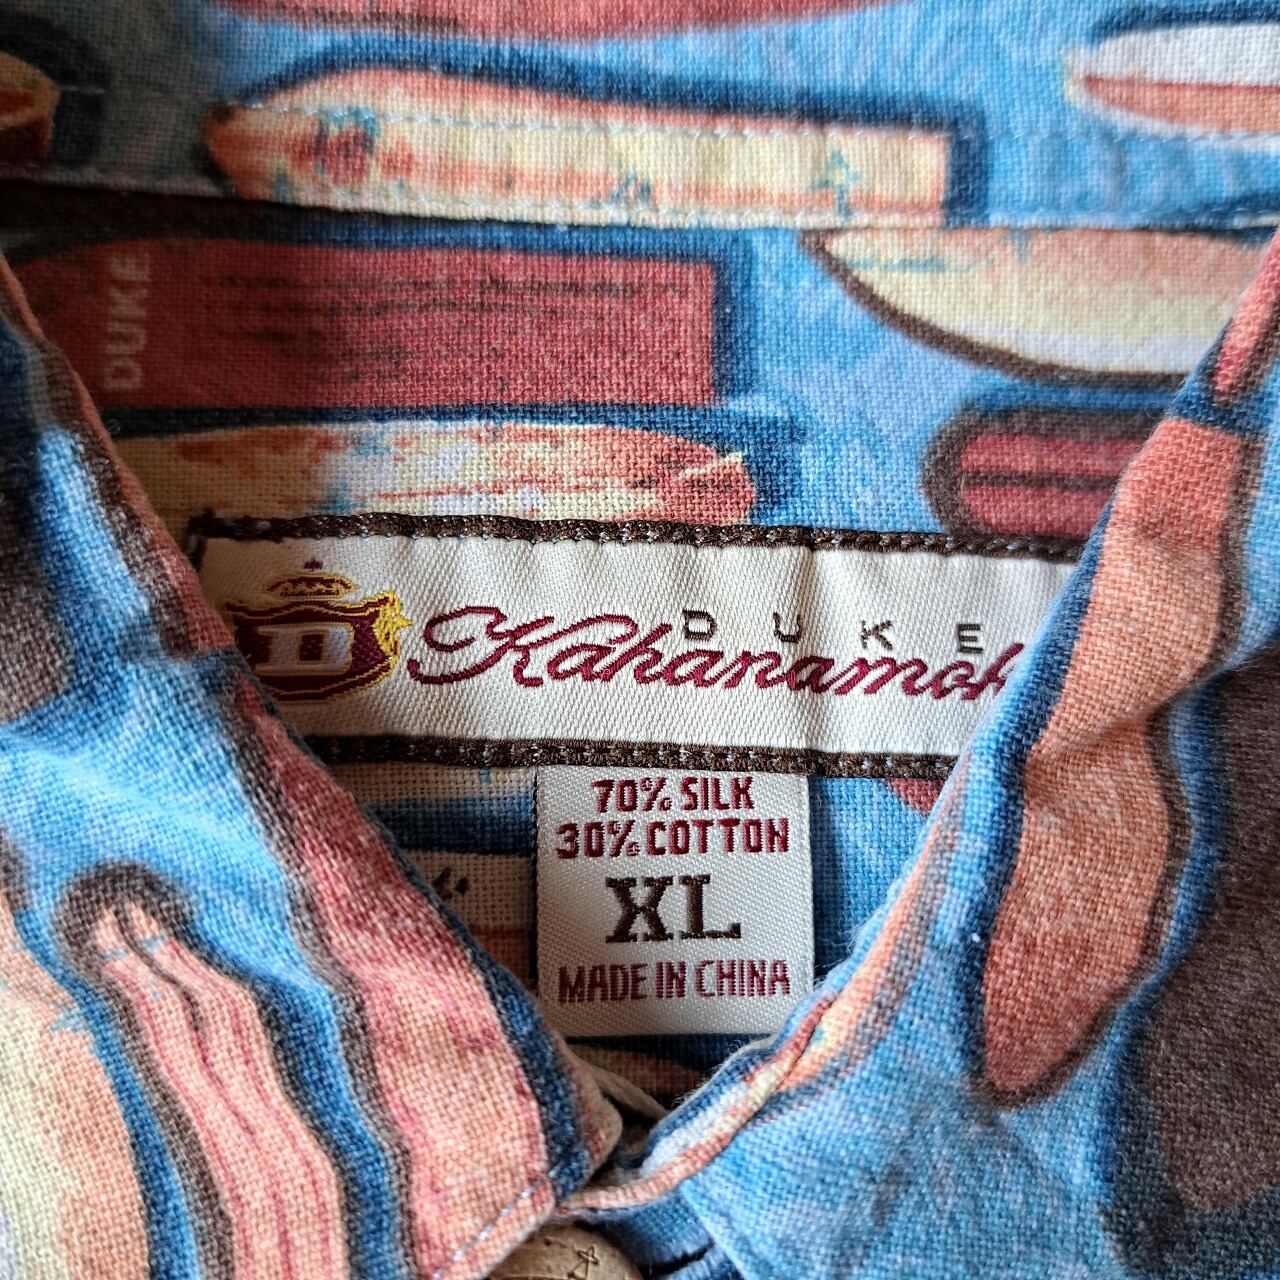 DUKE
D
DUKE
Kahanamok
70% SILK
30% COTTON
XL
MADE IN CHINA